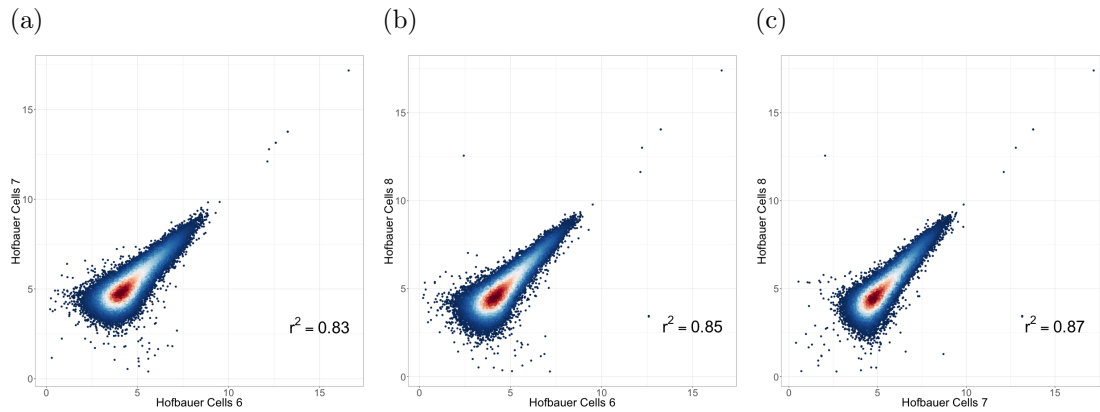 (a)
(b)
(c)
15
10
5
0
Hofbauer Cells 7
r² = 0.83
0 5 10 15
Hofbauer Cells 6
15
10
5
0
Hofbauer Cells 8
r² = 0.85
0 5 10 15
Hofbauer Cells 6
15
10
5
0
Hofbauer Cells 8
r² = 0.87
0 5 10 15
Hofbauer Cells 7